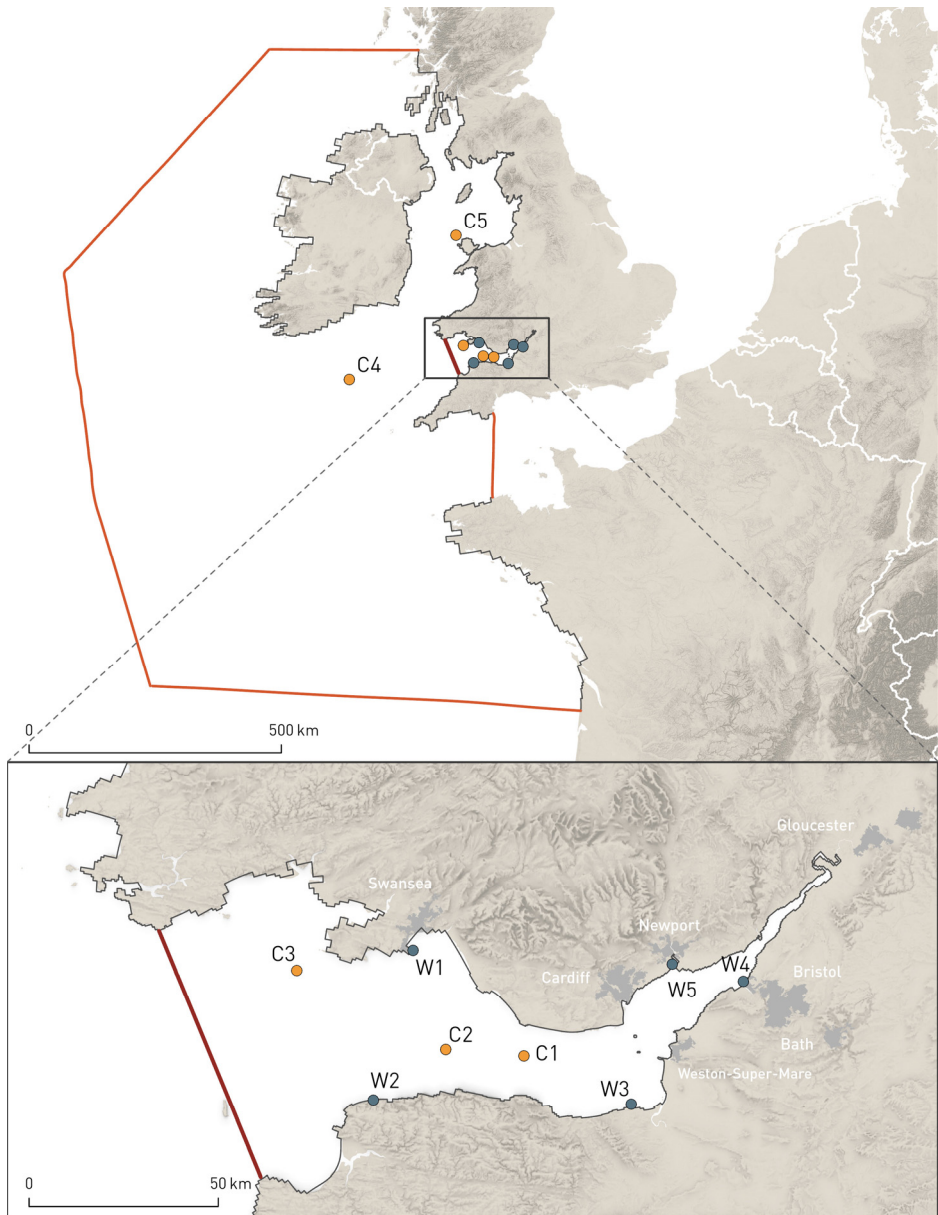 C5
C4
0 500 km
Gloucester
Swansea
Newport
C3
W1
Cardiff
W5
W4
Bristol
C2
C1
Bath
Weston-Super-Mare
W2
W3
0 50 km